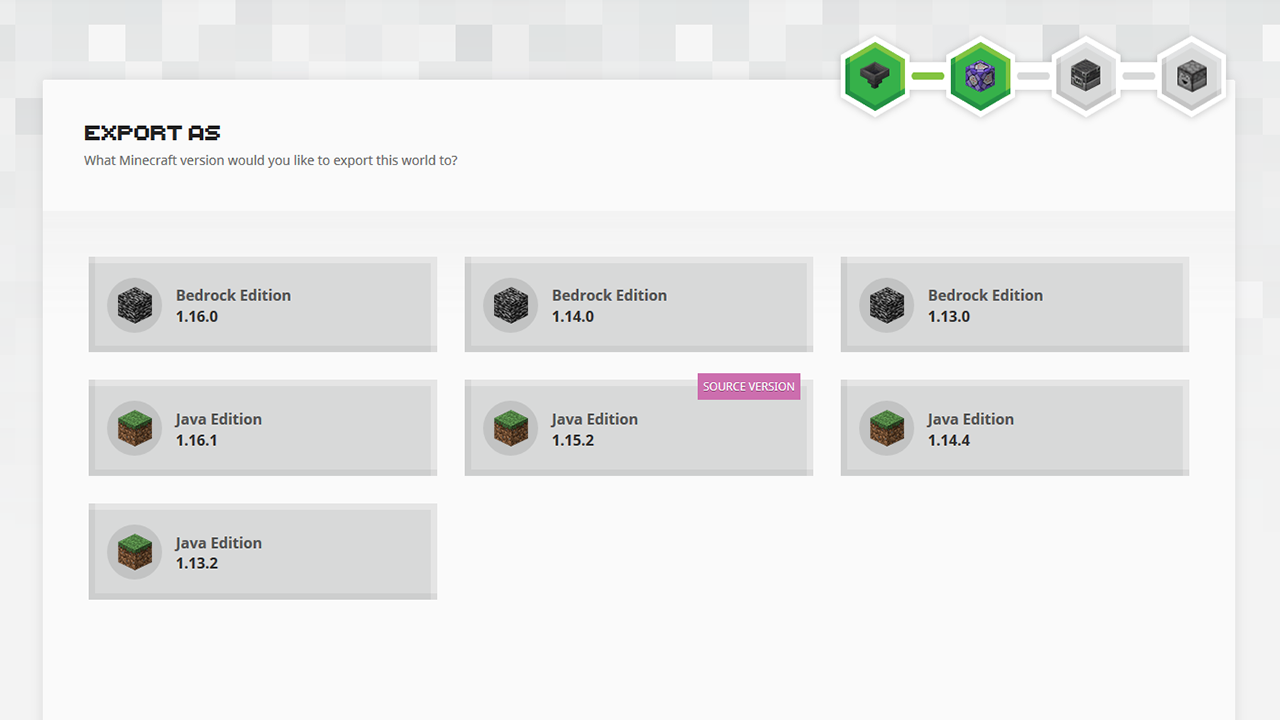 EXPORT AS
What Minecraft version would you like to export this world to?
Bedrock Edition
1.16.0
Bedrock Edition
1.14.0
Bedrock Edition
1.13.0
Java Edition
1.16.1
SOURCE VERSION
Java Edition
1.15.2
Java Edition
1.14.4
Java Edition
1.13.2